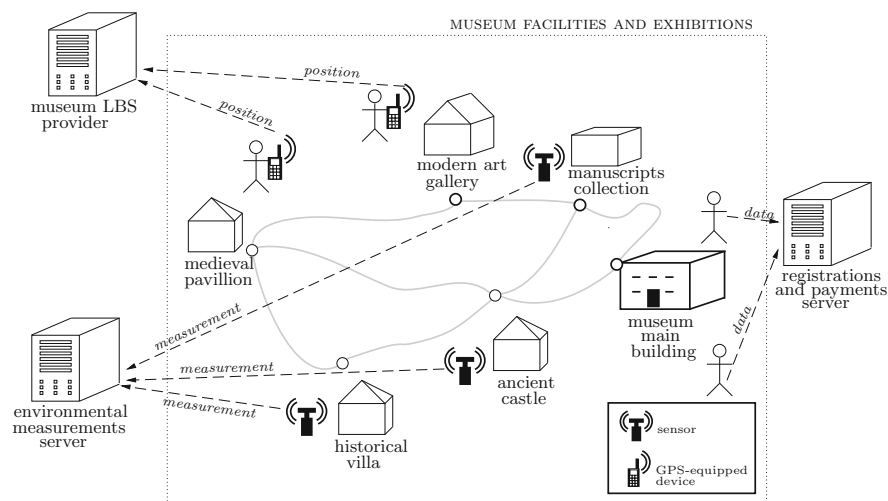 MUSEUM FACILITIES AND EXHIBITIONS
position
museum LBS
provider
position
modern art
gallery
manuscripts
collection
data
medieval
pavillion
registrations
and payments
server
measurement
museum
main
building
data
measurement
ancient
castle
measurement
environmental
measurements
server
historical
villa
sensor
GPS-equipped
device